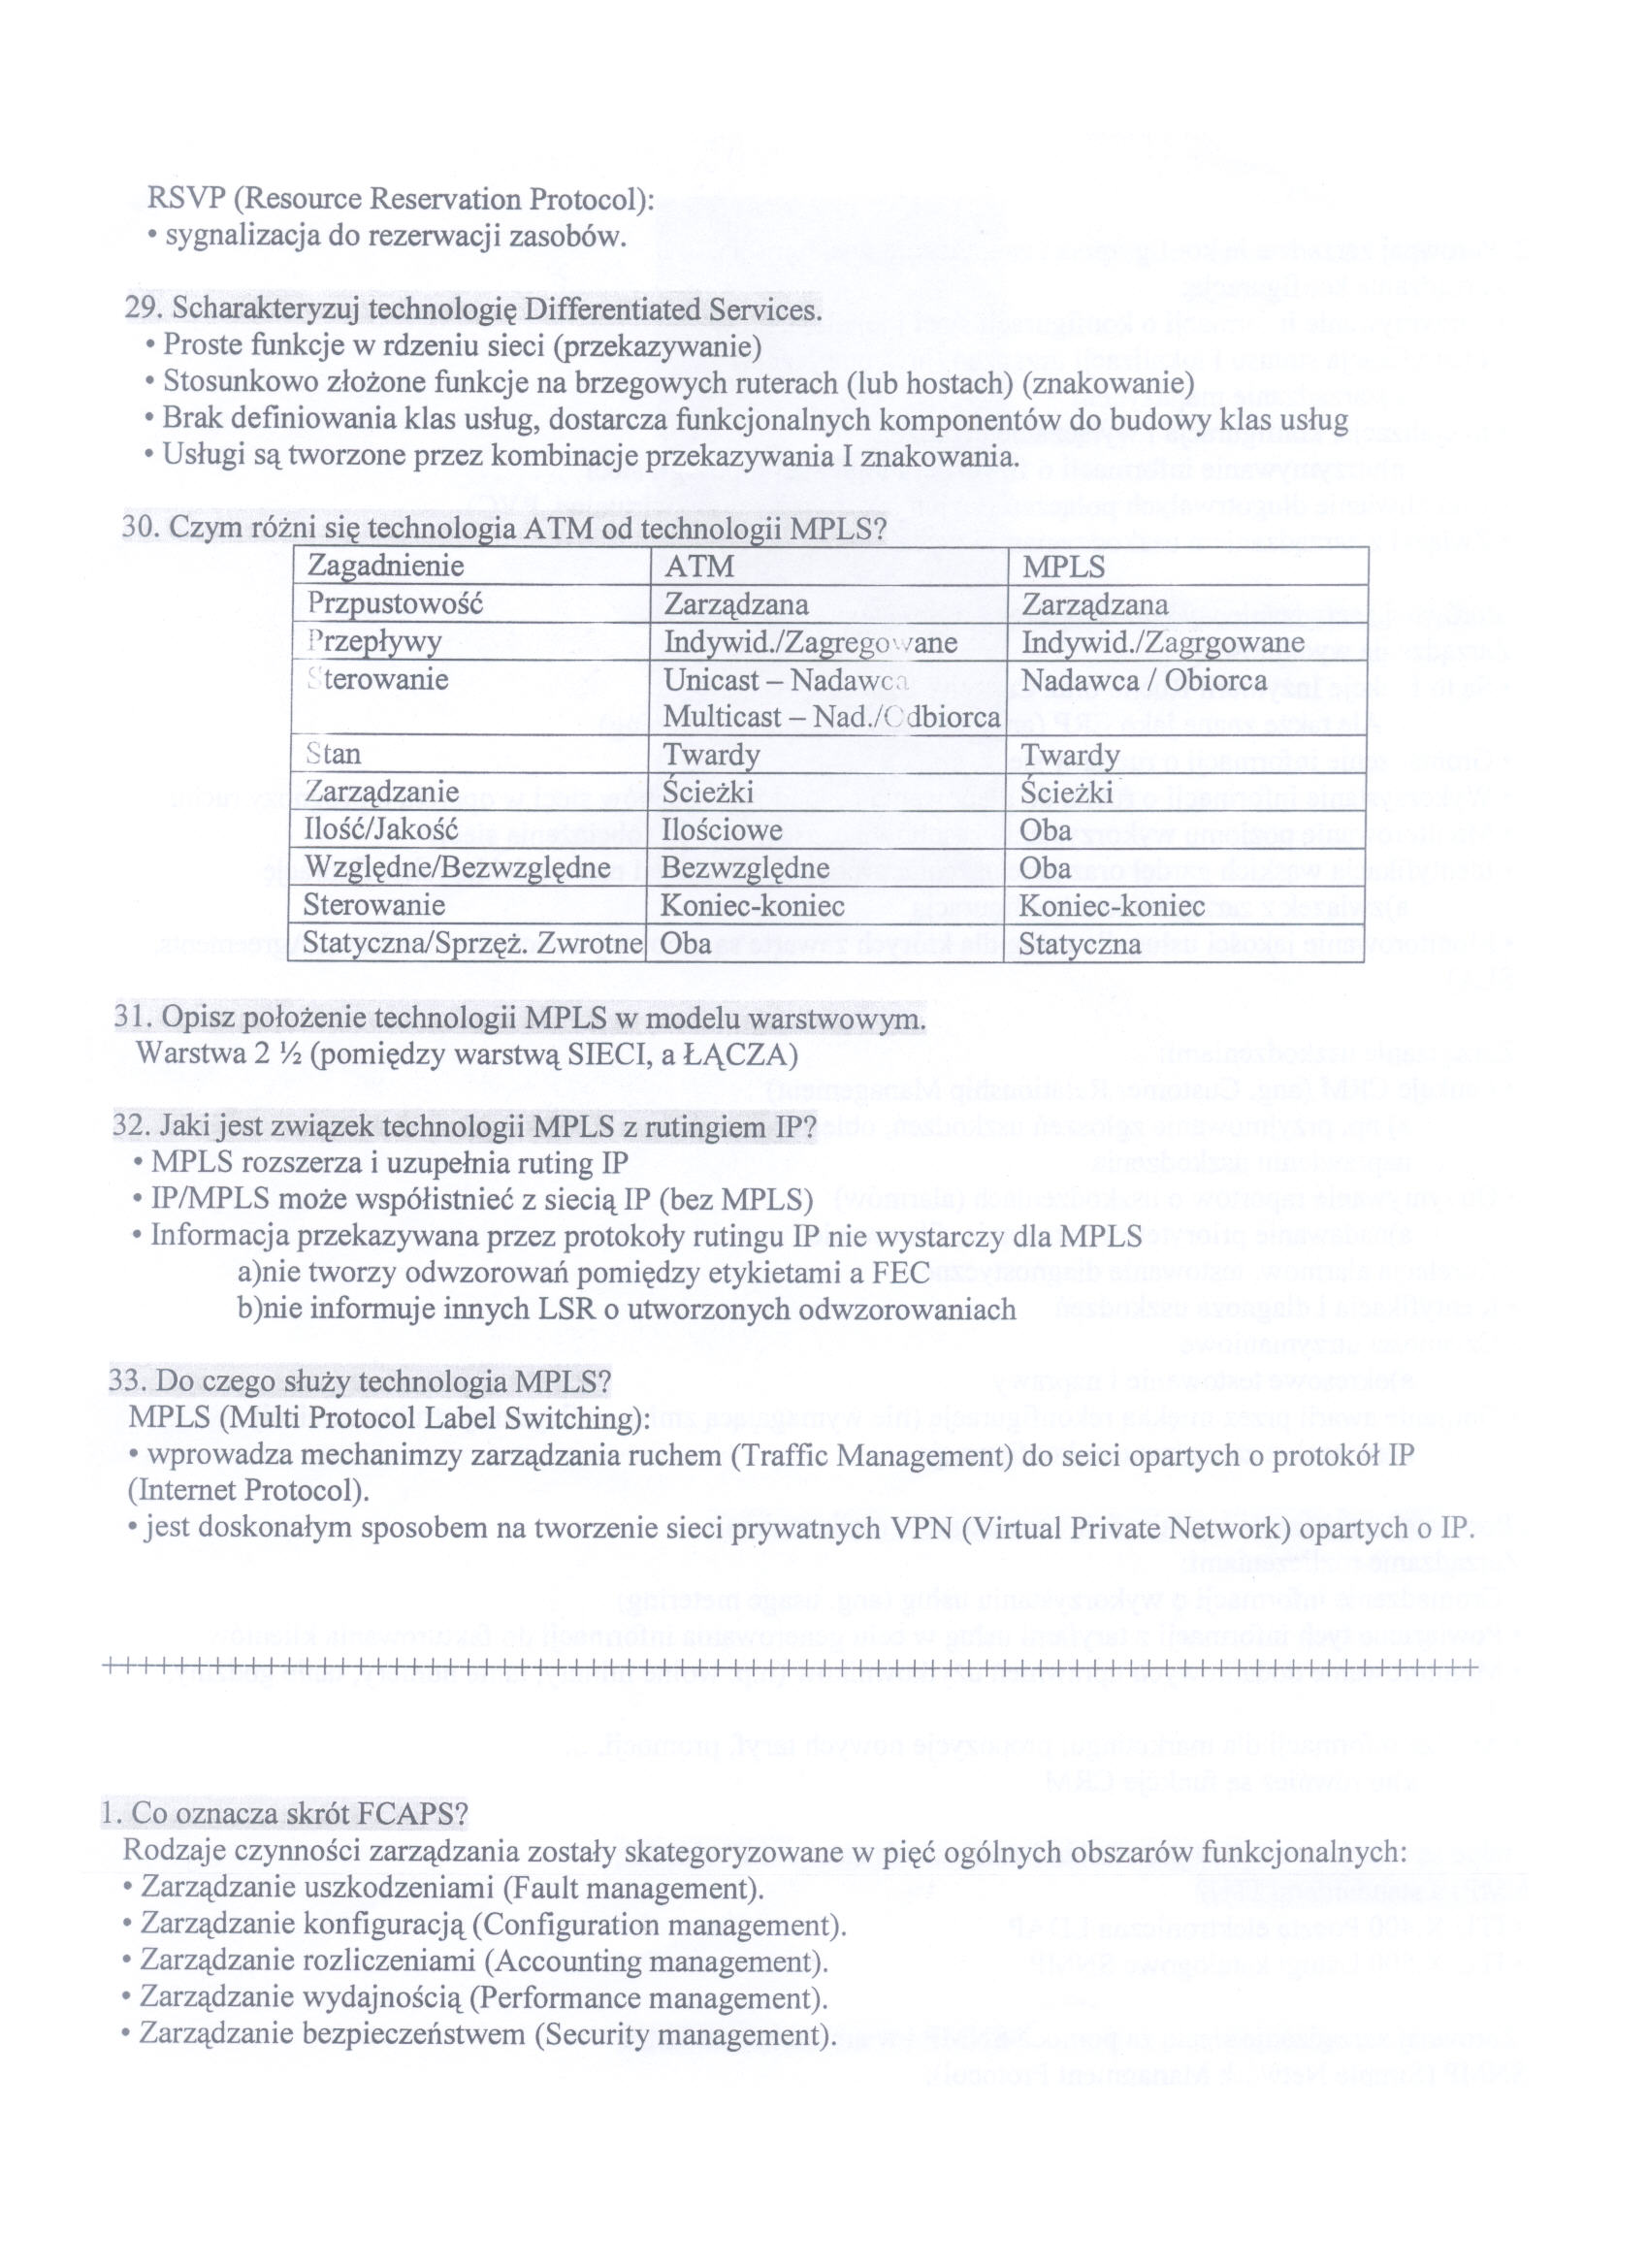 RSVP (Resource Reservation Protocol):
• sygnalizacja do rezerwacji zasobów.
29. Scharakteryzuj technologię Differentiated Services.
• Proste funkcje w rdzeniu sieci (przekazywanie)
• Stosunkowo złożone funkcje na brzegowych ruterach (lub hostach) (znakowanie)
• Brak definiowania klas usług, dostarcza funkcjonalnych komponentów do budowy klas usług
• Usługi są tworzone przez kombinacje przekazywania I znakowania.
30. Czym różni się technologia ATM od technologii MPLS?
Zagadnienie ATM MPLS
Przpustowość Zarządzana Zarządzana
Przepływy Indywid./Zagregowane Indywid./Zagrgowane
Sterowanie Unicast – Nadawca Nadawca / Obiorca
Multicast – Nad./Odbiorca
Stan Twardy Twardy
Zarządzanie Ścieżki Ścieżki
Ilość/Jakość Ilościowe Oba
Względne/Bezwzględne Bezwzględne Oba
Sterowanie Koniec-koniec Koniec-koniec
Statyczna/Sprzęż. Zwrotne Oba Statyczna
31. Opisz położenie technologii MPLS w modelu warstwowym.
Warstwa 2 ½ (pomiędzy warstwą SIECI, a ŁĄCZA)
32. Jaki jest związek technologii MPLS z rutingiem IP?
• MPLS rozszerza i uzupełnia ruting IP
• IP/MPLS może współistnieć z siecią IP (bez MPLS)
• Informacja przekazywana przez protokoły rutingu IP nie wystarczy dla MPLS
a)nie tworzy odwzorowań pomiędzy etykietami a FEC
b)nie informuje innych LSR o utworzonych odwzorowaniach
33. Do czego służy technologia MPLS?
MPLS (Multi Protocol Label Switching):
• wprowadza mechanimzy zarządzania ruchem (Traffic Management) do seici opartych o protokół IP
(Internet Protocol).
• jest doskonałym sposobem na tworzenie sieci prywatnych VPN (Virtual Private Network) opartych o IP.
1. Co oznacza skrót FCAPS?
Rodzaje czynności zarządzania zostały skategoryzowane w pięć ogólnych obszarów funkcjonalnych:
• Zarządzanie uszkodzeniami (Fault management).
• Zarządzanie konfiguracją (Configuration management).
• Zarządzanie rozliczeniami (Accounting management).
• Zarządzanie wydajnością (Performance management).
• Zarządzanie bezpieczeństwem (Security management).